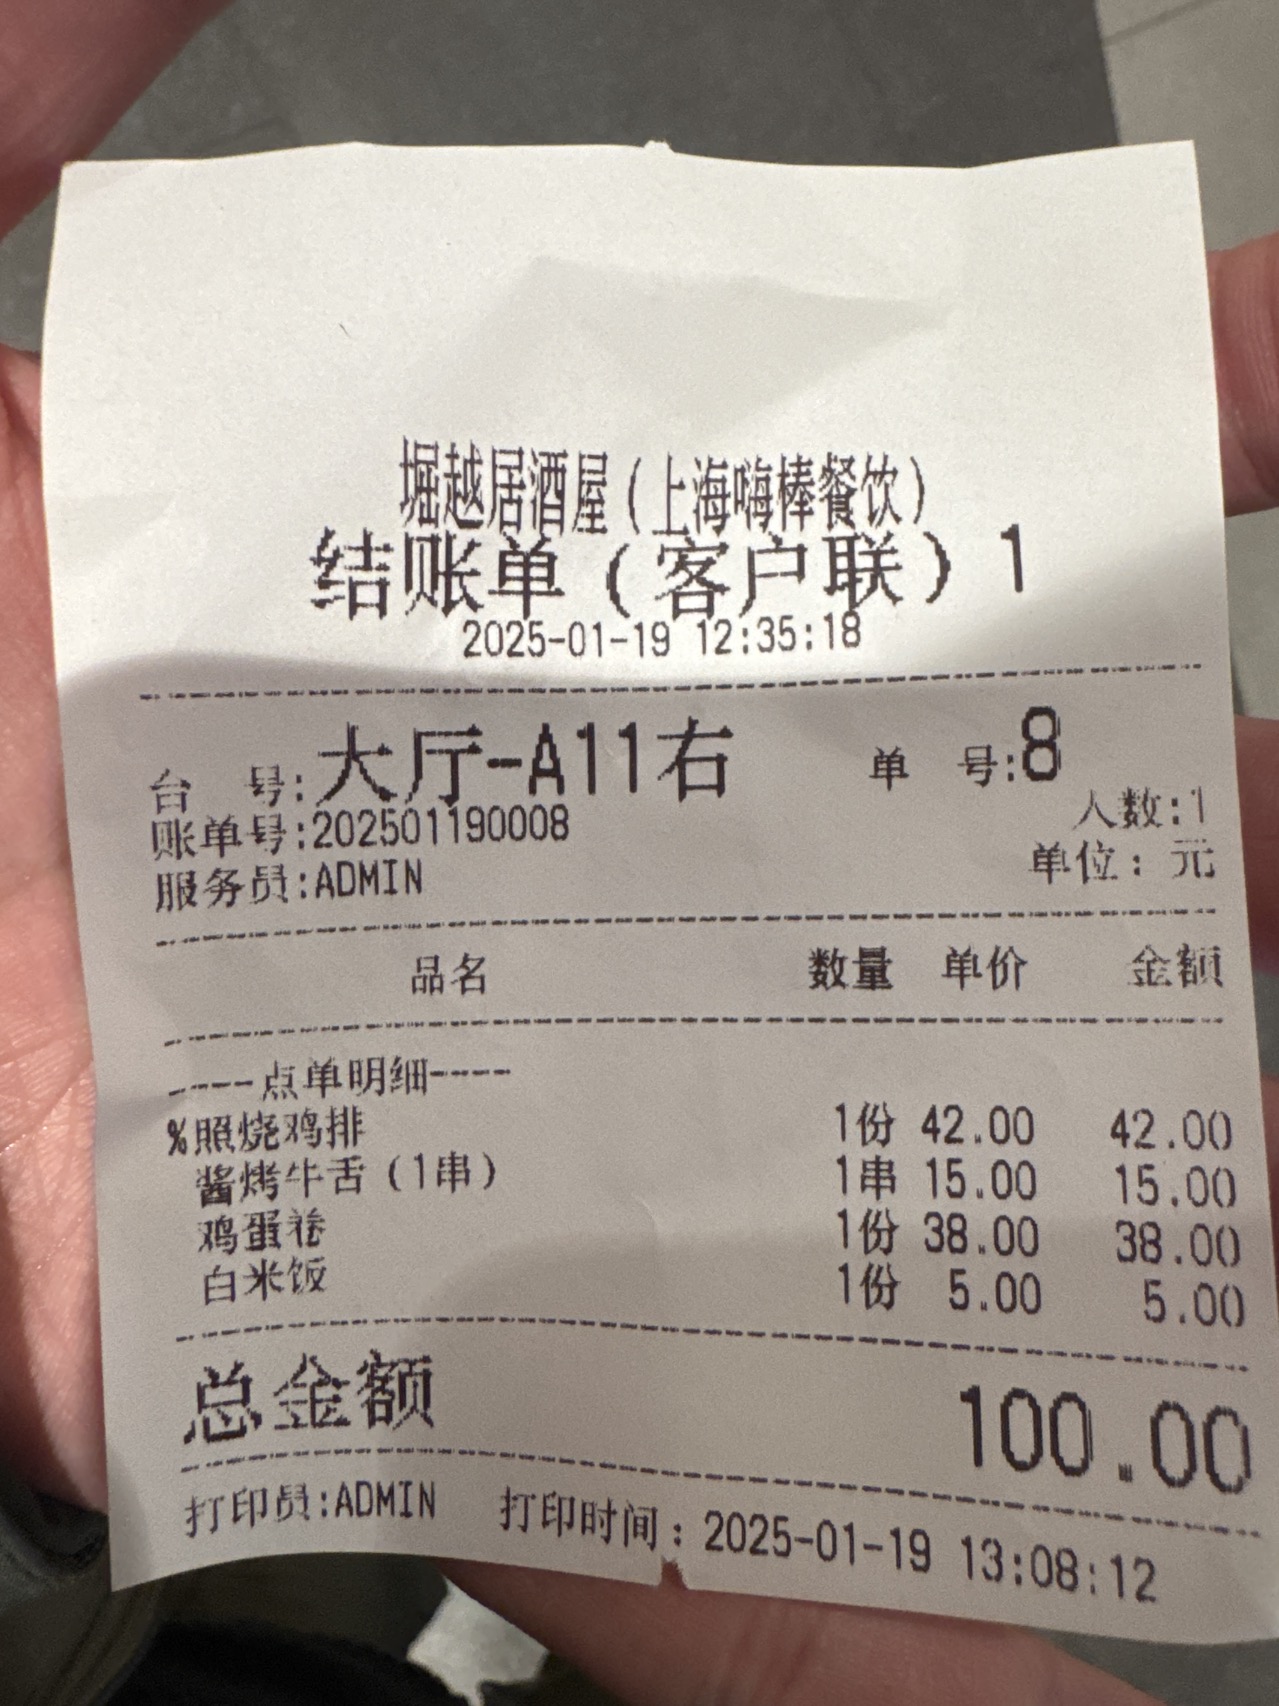 堀越居酒屋(上海嗨棒餐饮)
结账单(客户联)1
2025-01-19 12:35:18
台 号:大厅-A11右 单 号:8
人数:1
账单号:202501190008
单位：元
服务员:ADMIN
品名 数量 单价 金额
----点单明细----
%照烧鸡排 1份 42.00 42.00
酱烤牛舌(1串) 1串 15.00 15.00
鸡蛋卷 1份 38.00 38.00
白米饭 1份 5.00 5.00
总金额 100.00
打印员:ADMIN 打印时间：2025-01-19 13:08:12